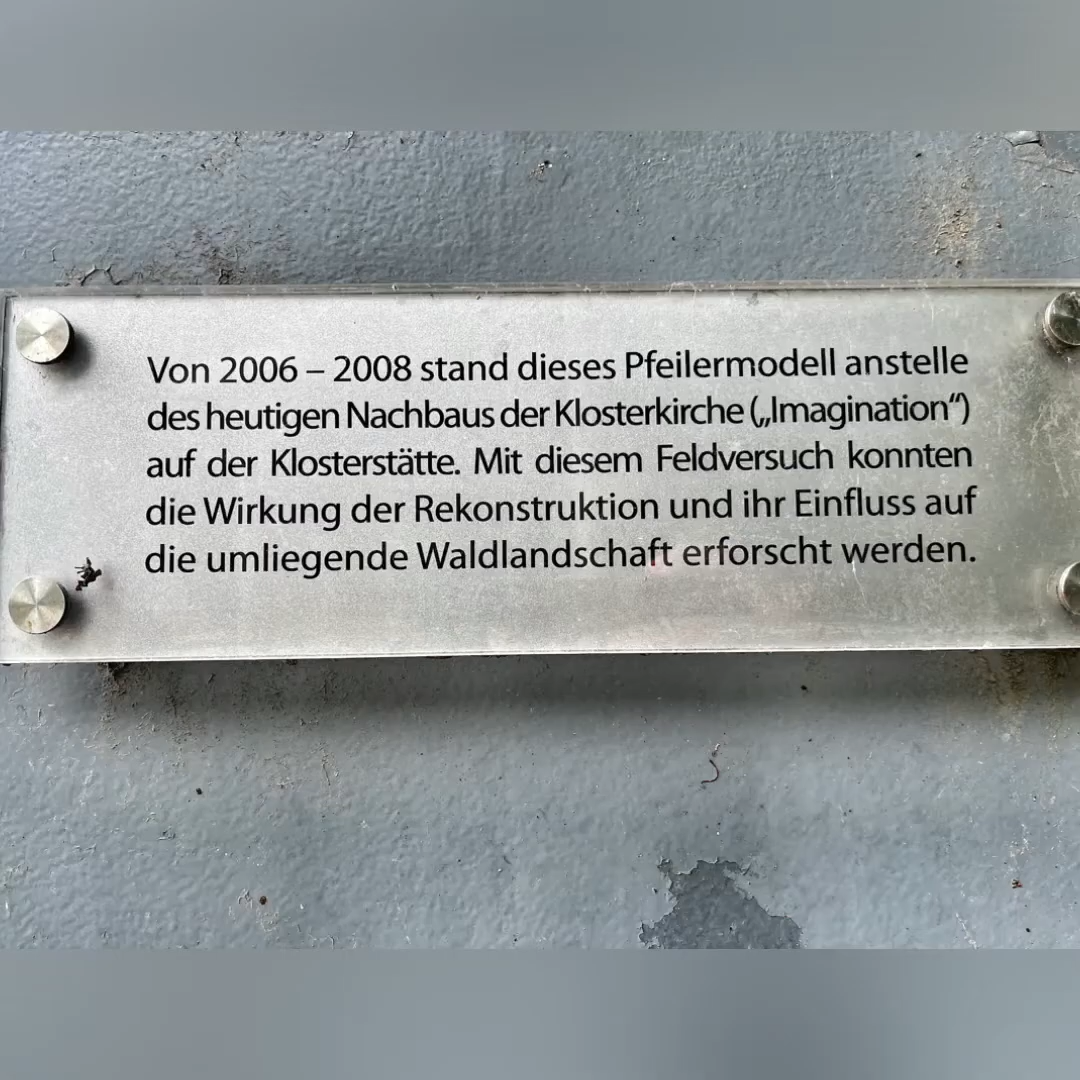 Von 2006 – 2008 stand dieses Pfeilermodell anstelle
des heutigen Nachbaus der Klosterkirche („Imagination“)
auf der Klosterstätte. Mit diesem Feldversuch konnten
die Wirkung der Rekonstruktion und ihr Einfluss auf
die umliegende Waldlandschaft erforscht werden.